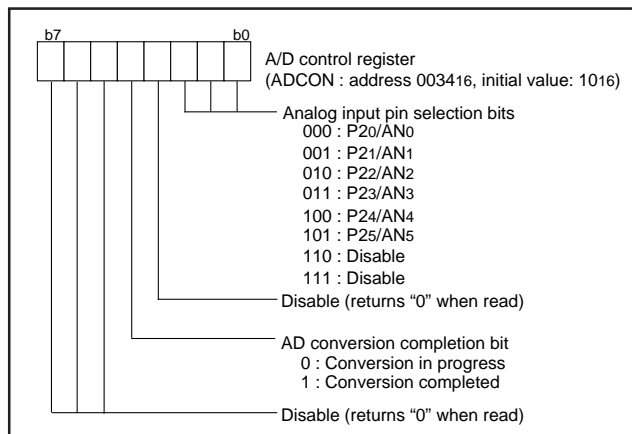 b7 b0
A/D control register
(ADCON : address 003416, initial value: 1016)
Analog input pin selection bits
000 : P20/AN0
001 : P21/AN1
010 : P22/AN2
011 : P23/AN3
100 : P24/AN4
101 : P25/AN5
110 : Disable
111 : Disable
Disable (returns “0” when read)
AD conversion completion bit
0 : Conversion in progress
1 : Conversion completed
Disable (returns “0” when read)